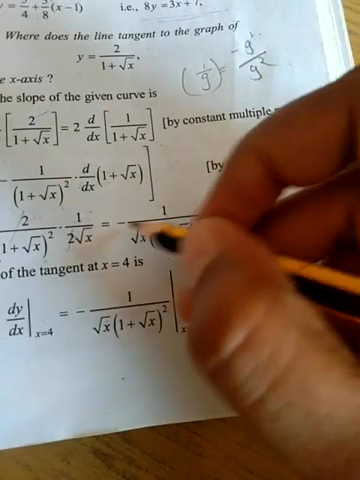 y = 3/4 + 3/8 (x − 1) i.e., 8y = 3x +
Where does the line tangent to the graph of
y = 2/(1 + √x) .
e x-axis ?
(1/g)' = −g'/g²
he slope of the given curve is
[2/(1 + √x)] = 2 d/dx [1/(1 + √x)] [by constant multiple
− 1/(1 + √x)² · d/dx (1 + √x)] [by
2/(1 + √x)² · 1/(2√x) = − 1/√x(
of the tangent at x = 4 is
dy/dx |x=4 = − 1/(√x(1 + √x)²) |x